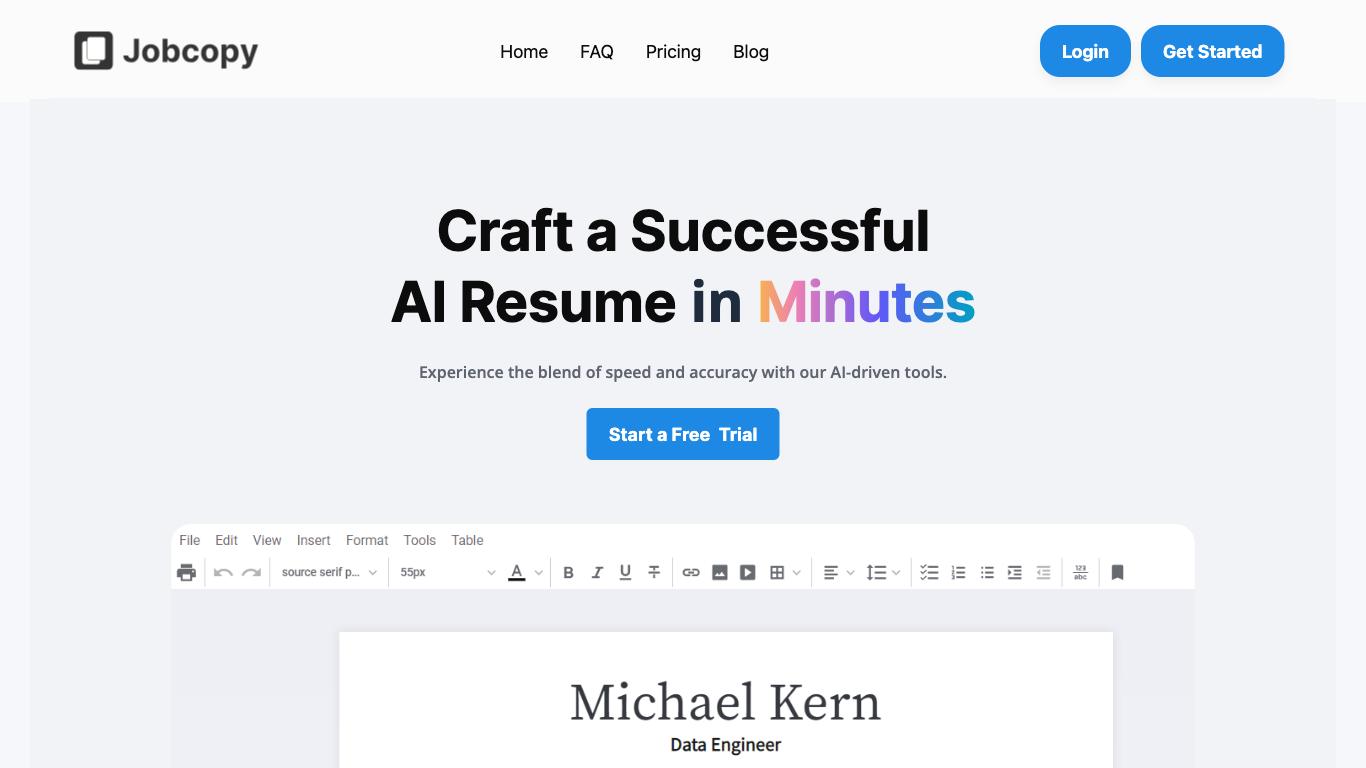 Jobcopy
Home FAQ Pricing Blog
Login Get Started
Craft a Successful
AI Resume in Minutes
Experience the blend of speed and accuracy with our AI-driven tools.
Start a Free Trial
File Edit View Insert Format Tools Table
source serif p... 55px A B I U T 123 abc
Michael Kern
Data Engineer